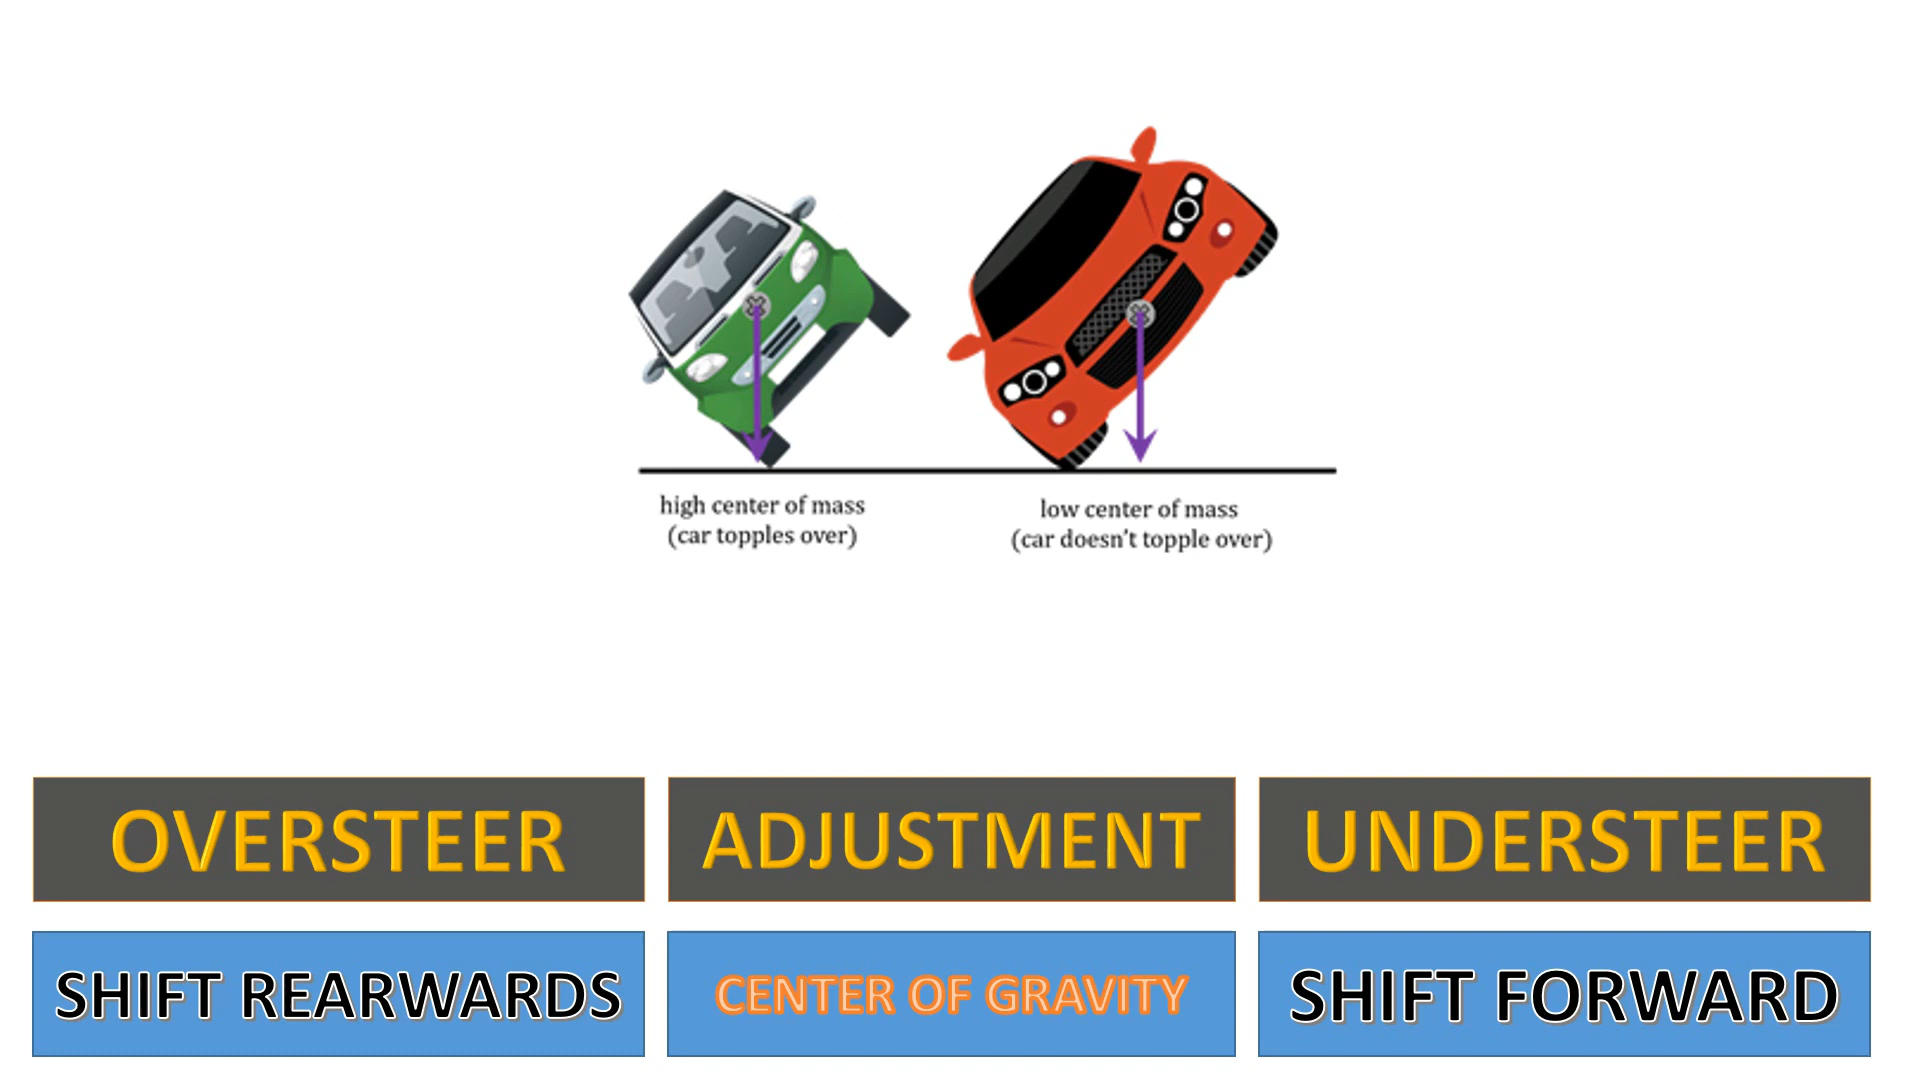 high center of mass
(car topples over)
low center of mass
(car doesn't topple over)
OVERSTEER
ADJUSTMENT
UNDERSTEER
SHIFT REARWARDS
CENTER OF GRAVITY
SHIFT FORWARD